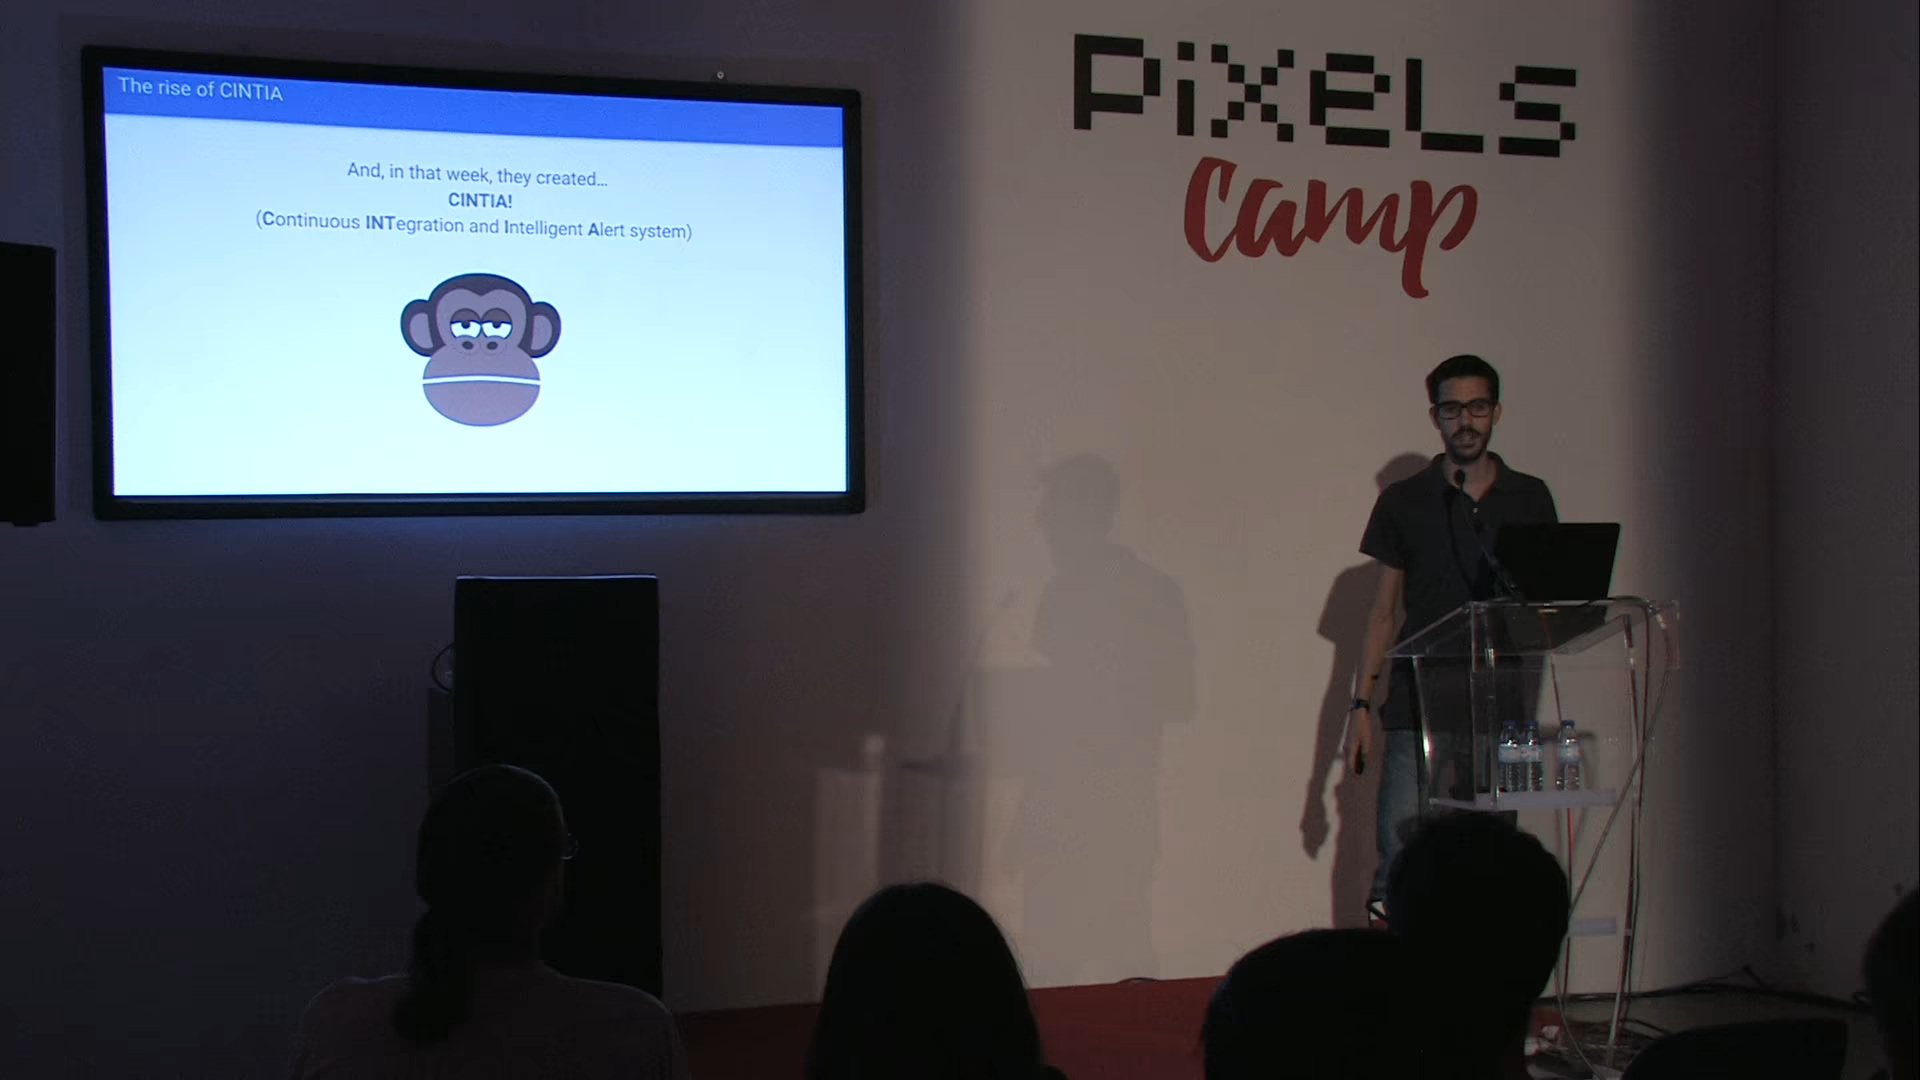 The rise of CINTIA
And, in that week, they created...
CINTIA!
(Continuous INTegration and Intelligent Alert system)
PiXELS
Camp